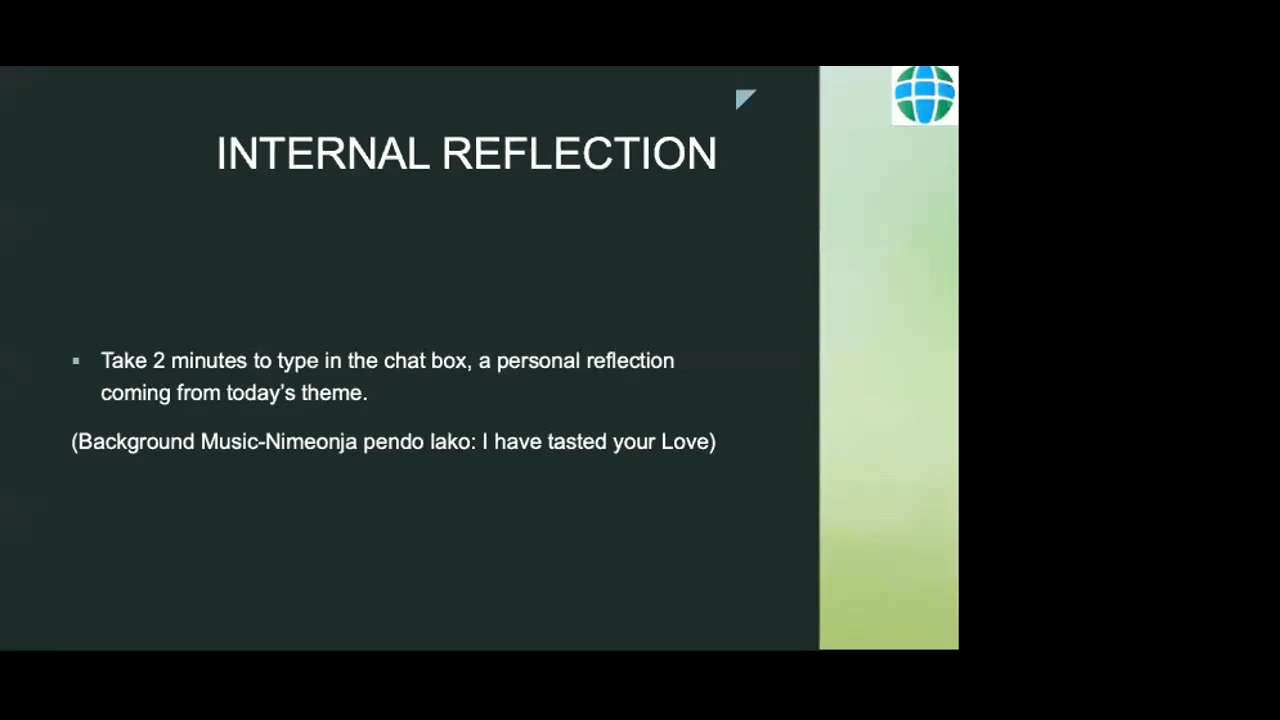 INTERNAL REFLECTION
▪ Take 2 minutes to type in the chat box, a personal reflection
coming from today’s theme.
(Background Music-Nimeonja pendo lako: I have tasted your Love)